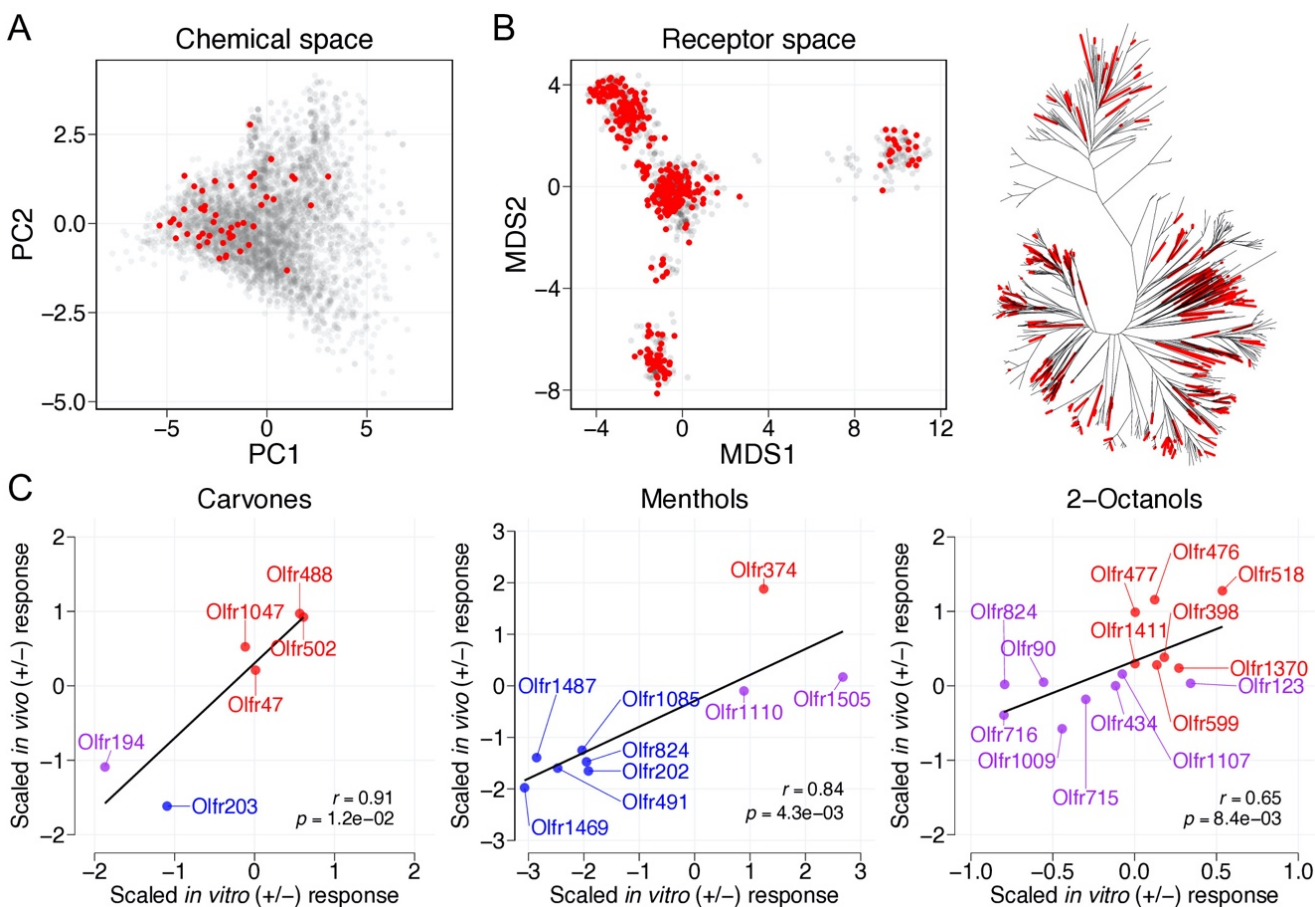 A
Chemical space
PC2
2.5
0.0
−2.5
−5.0
−5
0
5
PC1
B
Receptor space
MDS2
4
0
−4
−8
−4
0
4
8
12
MDS1
C
Carvones
Scaled in vivo (+/−) response
2
1
0
−1
−2
Olfr488
Olfr1047
Olfr502
Olfr47
Olfr194
Olfr203
r = 0.91
p = 1.2e−02
−2
−1
0
1
2
Scaled in vitro (+/−) response
Menthols
Scaled in vivo (+/−) response
3
2
1
0
−1
−2
−3
Olfr374
Olfr1487
Olfr1085
Olfr1110
Olfr1505
Olfr824
Olfr202
Olfr491
Olfr1469
r = 0.84
p = 4.3e−03
−3
−2
−1
0
1
2
3
Scaled in vitro (+/−) response
2−Octanols
Scaled in vivo (+/−) response
2
1
0
−1
−2
Olfr476
Olfr477
Olfr518
Olfr824
Olfr398
Olfr90
Olfr1411
Olfr1370
Olfr123
Olfr716
Olfr434
Olfr599
Olfr1009
Olfr1107
Olfr715
r = 0.65
p = 8.4e−03
−1.0
−0.5
0.0
0.5
1.0
Scaled in vitro (+/−) response